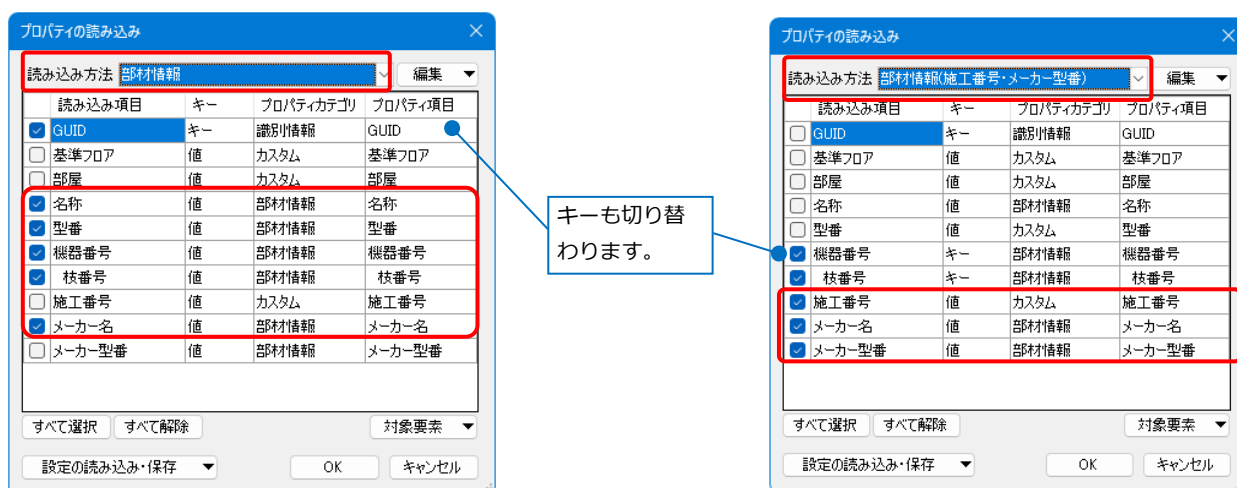 プロパティの読み込み
読み込み方法 部材情報 編集
読み込み項目 キー プロパティカテゴリ プロパティ項目
GUID キー 識別情報 GUID
基準フロア 値 カスタム 基準フロア
部屋 値 カスタム 部屋
名称 値 部材情報 名称
型番 値 部材情報 型番
機器番号 値 部材情報 機器番号
枝番号 値 部材情報 枝番号
施工番号 値 カスタム 施工番号
メーカー名 値 部材情報 メーカー名
メーカー型番 値 部材情報 メーカー型番
すべて選択 すべて解除 対象要素
設定の読み込み・保存 OK キャンセル
キーも切り替
わります。
プロパティの読み込み
読み込み方法 部材情報(施工番号・メーカー型番) 編集
読み込み項目 キー プロパティカテゴリ プロパティ項目
GUID キー 識別情報 GUID
基準フロア 値 カスタム 基準フロア
部屋 値 カスタム 部屋
名称 値 部材情報 名称
型番 値 カスタム 型番
機器番号 キー 部材情報 機器番号
枝番号 キー 部材情報 枝番号
施工番号 値 カスタム 施工番号
メーカー名 値 部材情報 メーカー名
メーカー型番 値 部材情報 メーカー型番
すべて選択 すべて解除 対象要素
設定の読み込み・保存 OK キャンセル